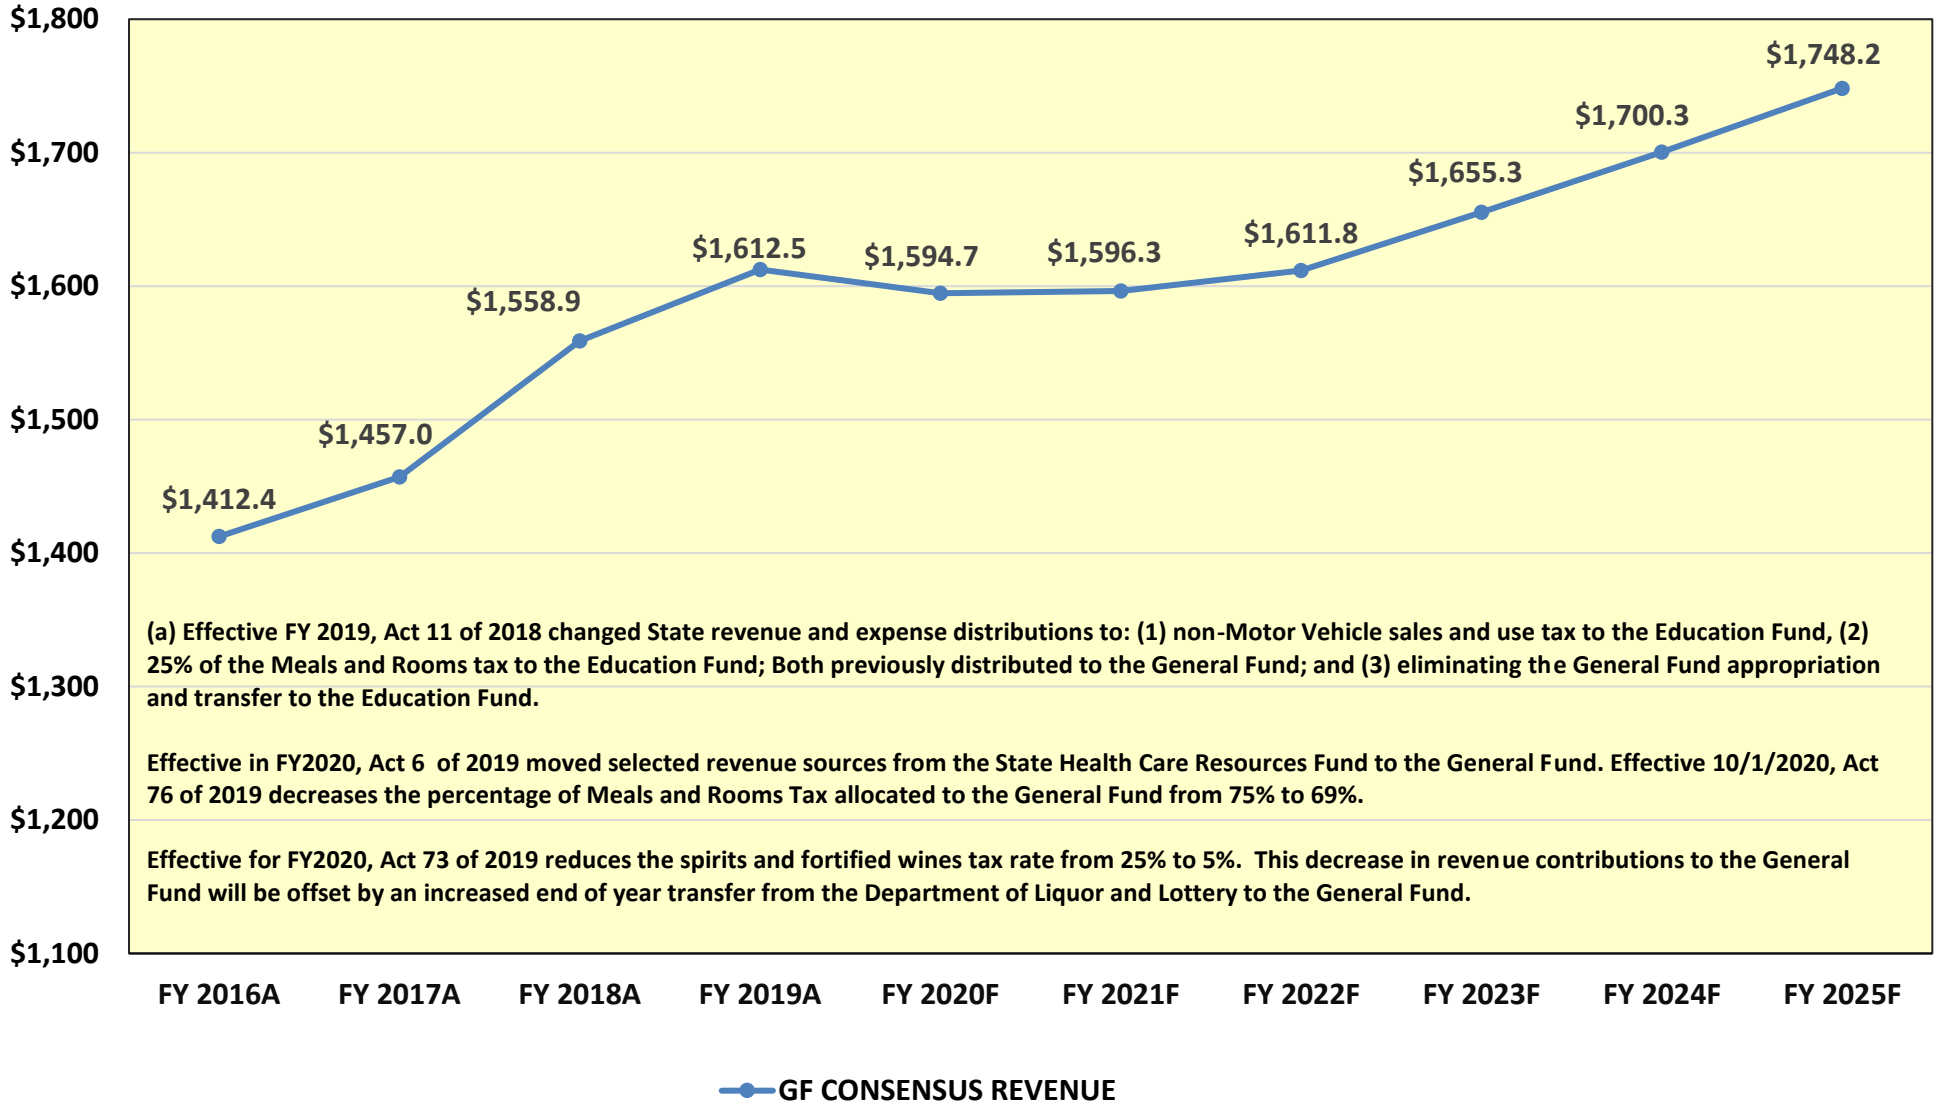 $1,800
$1,700
$1,600
$1,500
$1,400
$1,300
$1,200
$1,100
$1,412.4
$1,457.0
$1,558.9
$1,612.5
$1,594.7
$1,596.3
$1,611.8
$1,655.3
$1,700.3
$1,748.2
(a) Effective FY 2019, Act 11 of 2018 changed State revenue and expense distributions to: (1) non-Motor Vehicle sales and use tax to the Education Fund, (2)
25% of the Meals and Rooms tax to the Education Fund; Both previously distributed to the General Fund; and (3) eliminating the General Fund appropriation
and transfer to the Education Fund.
Effective in FY2020, Act 6 of 2019 moved selected revenue sources from the State Health Care Resources Fund to the General Fund. Effective 10/1/2020, Act
76 of 2019 decreases the percentage of Meals and Rooms Tax allocated to the General Fund from 75% to 69%.
Effective for FY2020, Act 73 of 2019 reduces the spirits and fortified wines tax rate from 25% to 5%. This decrease in revenue contributions to the General
Fund will be offset by an increased end of year transfer from the Department of Liquor and Lottery to the General Fund.
FY 2016A
FY 2017A
FY 2018A
FY 2019A
FY 2020F
FY 2021F
FY 2022F
FY 2023F
FY 2024F
FY 2025F
GF CONSENSUS REVENUE